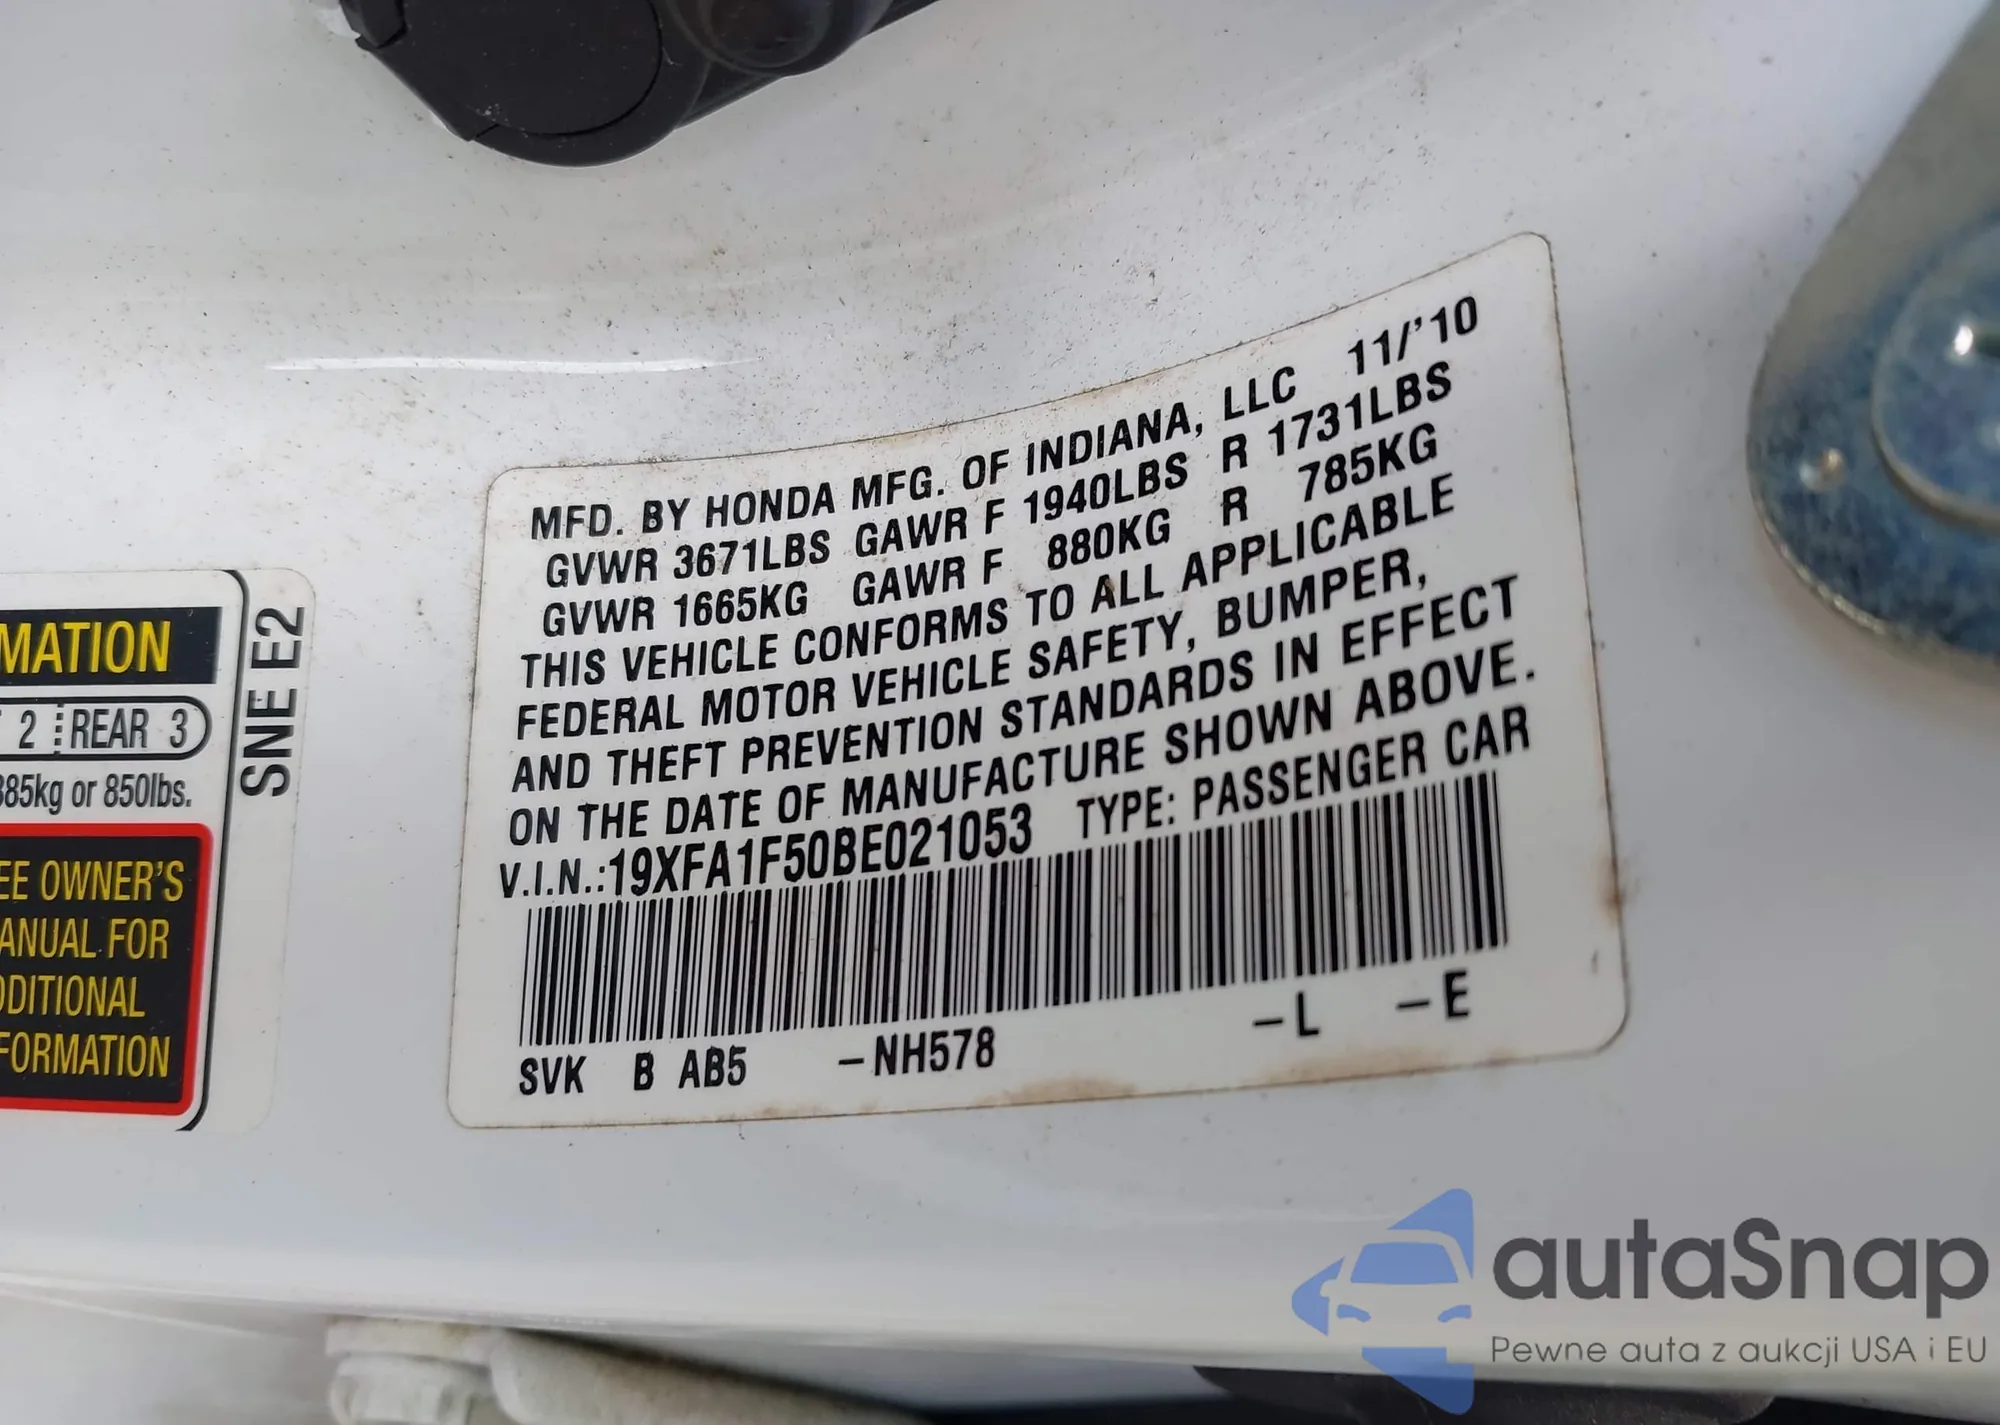 MFD. BY HONDA MFG. OF INDIANA, LLC 11/'10
GVWR 3671LBS GAWR F 1940LBS R 1731LBS
GVWR 1665KG GAWR F 880KG R 785KG
THIS VEHICLE CONFORMS TO ALL APPLICABLE
FEDERAL MOTOR VEHICLE SAFETY, BUMPER,
AND THEFT PREVENTION STANDARDS IN EFFECT
ON THE DATE OF MANUFACTURE SHOWN ABOVE.
V.I.N.:19XFA1F50BE021053 TYPE: PASSENGER CAR
SVK B AB5 –NH578 –L –E
MATION
2 REAR 3
385kg or 850lbs.
EE OWNER'S
ANUAL FOR
DDITIONAL
FORMATION
SNE E2
autaSnap
Pewne auta z aukcji USA i EU